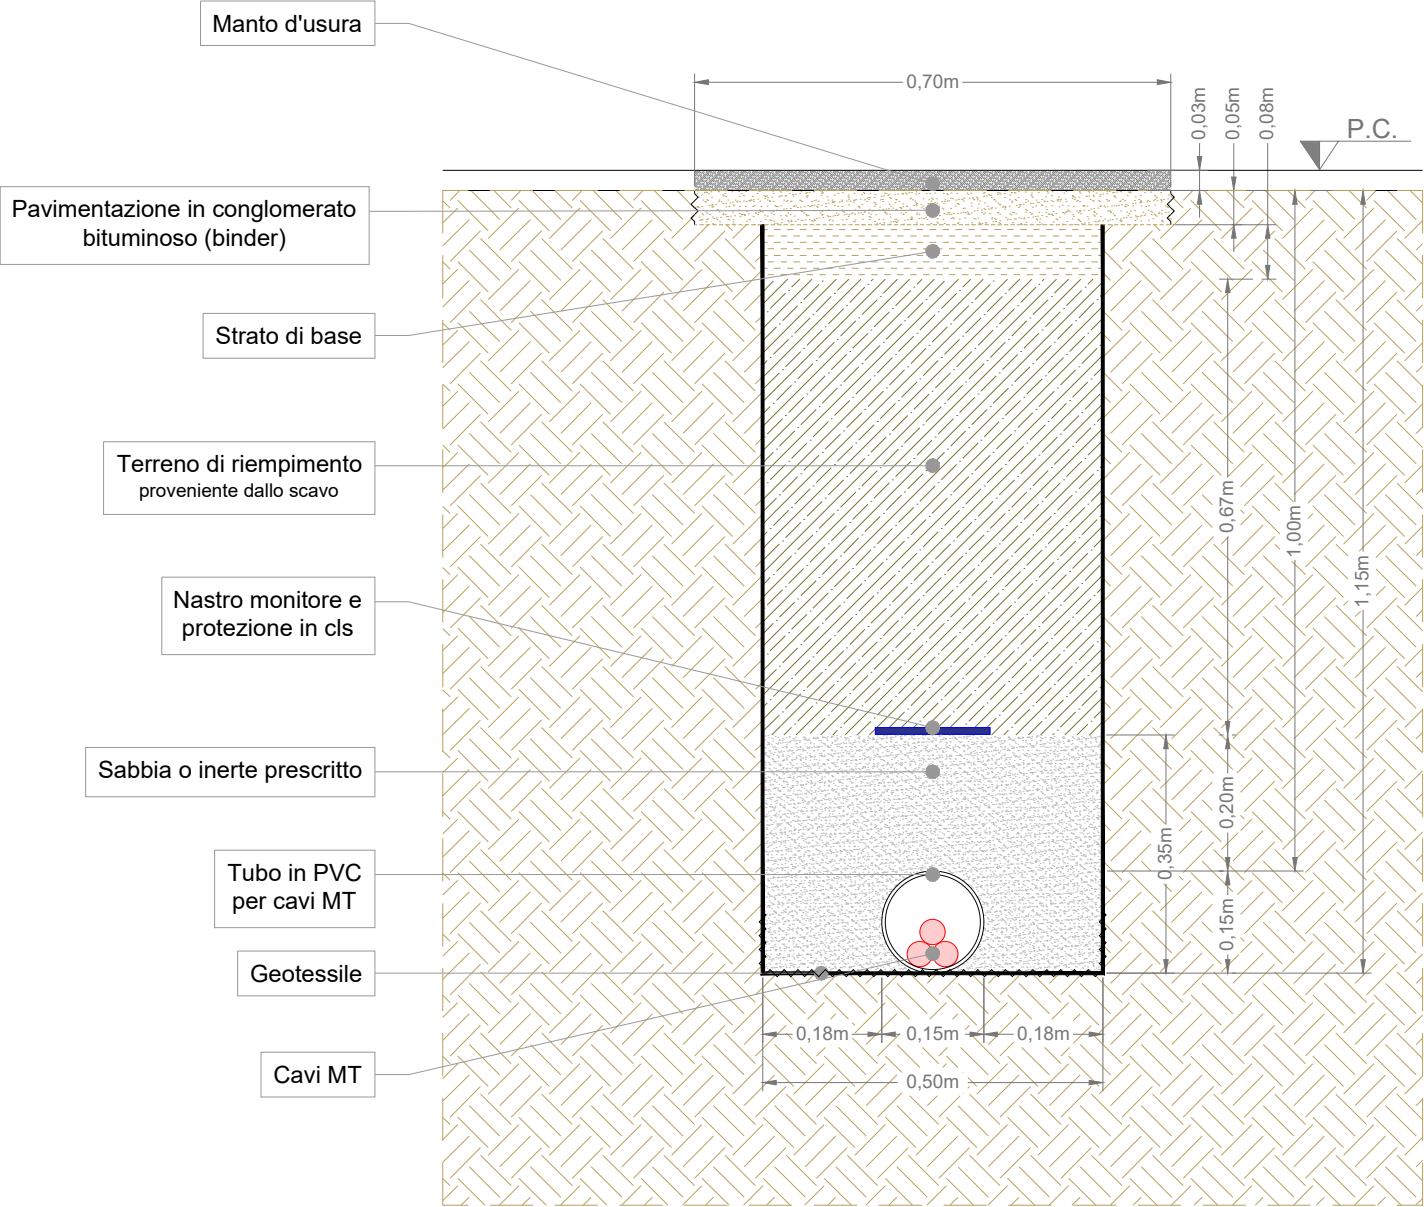 Manto d'usura
0,70m
0,03m
0,05m
0,08m
P.C.
Pavimentazione in conglomerato
bituminoso (binder)
Strato di base
Terreno di riempimento
proveniente dallo scavo
0,67m
1,00m
1,15m
Nastro monitore e
protezione in cls
Sabbia o inerte prescritto
0,20m
0,35m
Tubo in PVC
per cavi MT
0,15m
Geotessile
0,18m
0,15m
0,18m
Cavi MT
0,50m